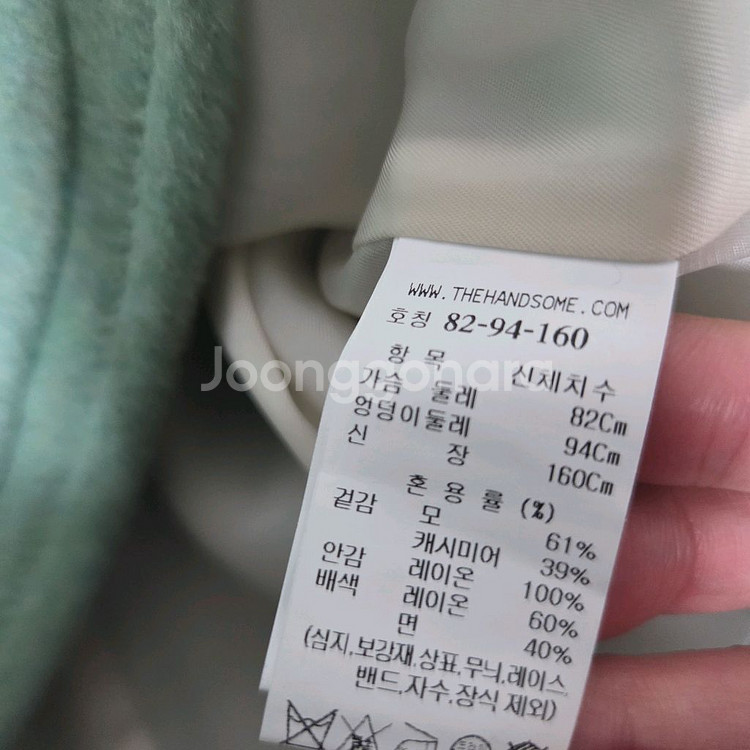 WWW.THEHANDSOME.COM
호칭 82-94-160
항 목 신체치수
가슴 둘레 82Cm
엉덩이둘레 94Cm
신 장 160Cm
혼 용 률 (%)
겉감 모 61%
캐시미어 39%
안감 레이온 100%
배색 레이온 60%
면 40%
(심지,보강재,상표,무늬,레이스,
밴드,자수,장식 제외)
Joonggonara